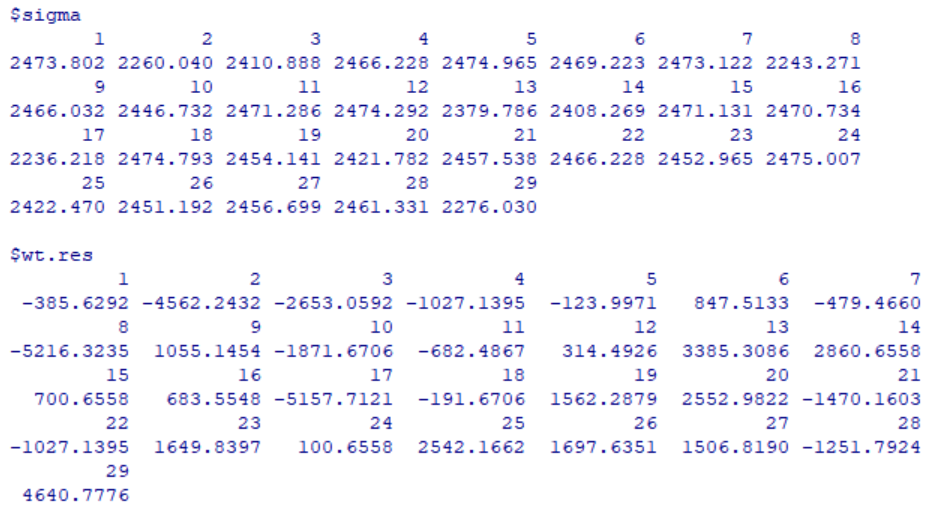 $sigma
1 2 3 4 5 6 7 8
2473.802 2260.040 2410.888 2466.228 2474.965 2469.223 2473.122 2243.271
9 10 11 12 13 14 15 16
2466.032 2446.732 2471.286 2474.292 2379.786 2408.269 2471.131 2470.734
17 18 19 20 21 22 23 24
2236.218 2474.793 2454.141 2421.782 2457.538 2466.228 2452.965 2475.007
25 26 27 28 29
2422.470 2451.192 2456.699 2461.331 2276.030
$wt.res
1 2 3 4 5 6 7
-385.6292 -4562.2432 -2653.0592 -1027.1395 -123.9971 847.5133 -479.4660
8 9 10 11 12 13 14
-5216.3235 1055.1454 -1871.6706 -682.4867 314.4926 3385.3086 2860.6558
15 16 17 18 19 20 21
700.6558 683.5548 -5157.7121 -191.6706 1562.2879 2552.9822 -1470.1603
22 23 24 25 26 27 28
-1027.1395 1649.8397 100.6558 2542.1662 1697.6351 1506.8190 -1251.7924
29
4640.7776